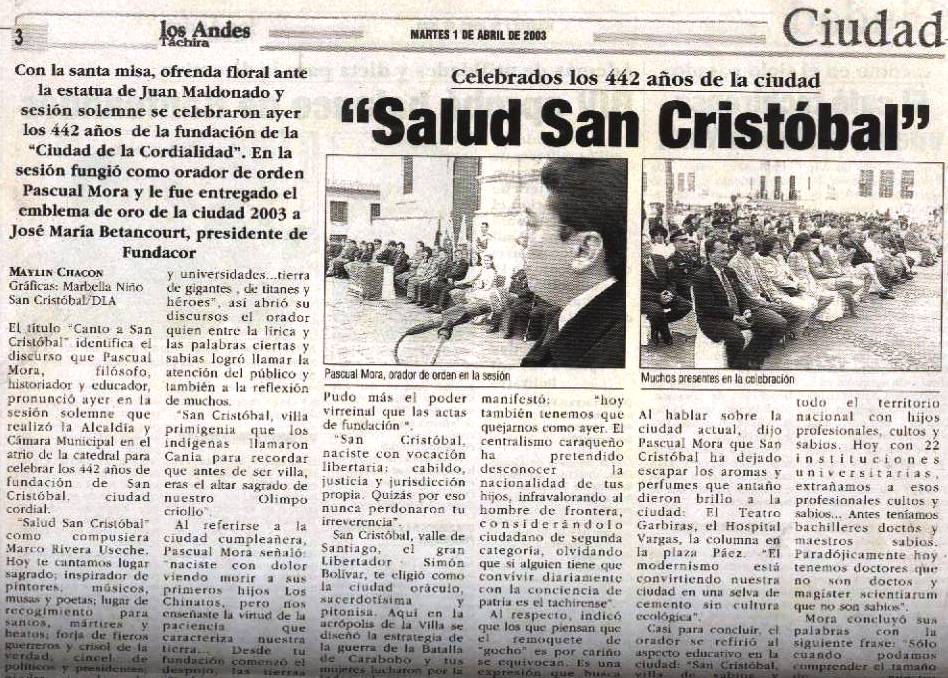 3
los Andes
Táchira
MARTES 1 DE ABRIL DE 2003
Ciudad
Con la santa misa, ofrenda floral ante
la estatua de Juan Maldonado y
sesión solemne se celebraron ayer
los 442 años de la fundación de la
“Ciudad de la Cordialidad”. En la
sesión fungió como orador de orden
Pascual Mora y le fue entregado el
emblema de oro de la ciudad 2003 a
José María Betancourt, presidente de
Fundacor
Celebrados los 442 años de la ciudad
“Salud San Cristóbal”
Pascual Mora, orador de orden en la sesión
Muchos presentes en la celebración
MAYLIN CHACON
Gráficas: Marbella Niño
San Cristóbal/DLA
El título “Canto a San
Cristóbal” identifica el
discurso que Pascual
Mora, filósofo,
historiador y educador,
pronunció ayer en la
sesión solemne que
realizó la Alcaldía y
Cámara Municipal en el
atrio de la catedral para
celebrar los 442 años de
fundación de San
Cristóbal, ciudad
cordial.
“Salud San Cristóbal”
como compusiera
Marco Rivera Useche.
Hoy te cantamos lugar
sagrado; inspirador de
pintores, músicos,
musas y poetas; lugar de
recogimiento para
santos, mártires y
beatos; forja de fieros
guerreros y crisol de la
verdad; cincel de
políticos y presidentes;
y universidades...tierra
de gigantes , de titanes y
héroes”, así abrió su
discursos el orador
quien entre la lírica y
las palabras ciertas y
sabias logró llamar la
atención del público y
también a la reflexión
de muchos.
“San Cristóbal, villa
primigenia que los
indígenas llamaron
Cania para recordar
que antes de ser villa,
eras el altar sagrado de
nuestro Olimpo
criollo”.
Al referirse a la
ciudad cumpleañera,
Pascual Mora señaló:
“naciste con dolor
viendo morir a sus
primeros hijos Los
Chinatos, pero nos
enseñaste la virtud de la
paciencia que
caracteriza nuestra
tierra... Desde tu
fundación comenzó el
despojo, las tierras
Pudo más el poder
virreinal que las actas
de fundación “.
“San Cristóbal,
naciste con vocación
libertaria: cabildo,
justicia y jurisdicción
propia. Quizás por eso
nunca perdonaron tu
irreverencia”.
San Cristóbal, valle de
Santiago, el gran
Libertador Simón
Bolívar, te eligió como
la ciudad oráculo,
sacerdotisima y
pitonisa. Aquí en la
acrópolis de la Villa se
diseñó la estrategia de
la guerra de la Batalla
de Carabobo y tus
mujeres lucharon por la
manifestó: “hoy
también tenemos que
quejarnos como ayer. El
centralismo caraqueño
ha pretendido
desconocer la
nacionalidad de tus
hijos, infravalorando al
hombre de frontera,
considerándolo
ciudadano de segunda
categoría, olvidando
que si alguien tiene que
convivir diariamente
con la conciencia de
patria es el tachirense”.
Al respecto, indicó
que los que piensan que
el remoquete de
“gocho” es por cariño
se equivocan. Es una
expresión que busca
Al hablar sobre la
ciudad actual, dijo
Pascual Mora que San
Cristóbal ha dejado
escapar los aromas y
perfumes que antaño
dieron brillo a la
ciudad: El Teatro
Garbiras, el Hospital
Vargas, la columna en
la plaza Páez. “El
modernismo está
convirtiendo nuestra
ciudad en una selva de
cemento sin cultura
ecológica”.
Casi para concluir, el
orador se refirió al
aspecto educativo en la
ciudad: “San Cristóbal,
todo el territorio
nacional con hijos
profesionales, cultos y
sabios. Hoy con 22
instituciones
universitarias,
extrañamos a esos
profesionales cultos y
sabios... Antes teníamos
bachilleres doctos y
maestros sabios.
Paradójicamente hoy
tenemos doctores que
no son doctos y
magíster scientiarum
que no son sabios”.
Mora concluyó sus
palabras con la
siguiente frase: “Sólo
cuando podamos
comprender el tamaño